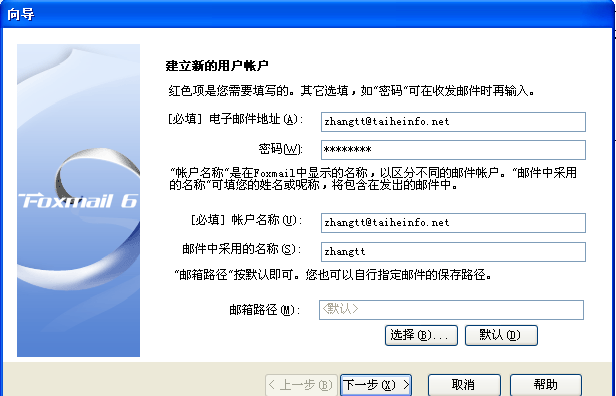 向导
建立新的用户帐户
红色项是您需要填写的。其它选填，如"密码"可在收发邮件时再输入。
[必填] 电子邮件地址(A): zhangtt@taiheinfo.net
密码(W): ********
"帐户名称"是在Foxmail中显示的名称，以区分不同的邮件帐户。"邮件中采用
的名称"可填您的姓名或昵称，将包含在发出的邮件中。
Foxmail 6
[必填] 帐户名称(U): zhangtt@taiheinfo.net
邮件中采用的名称(S): zhangtt
"邮箱路径"按默认即可。您也可以自行指定邮件的保存路径。
邮箱路径(M): <默认>
选择(B)... 默认(D)
< 上一步(B) 下一步(X) > 取消 帮助